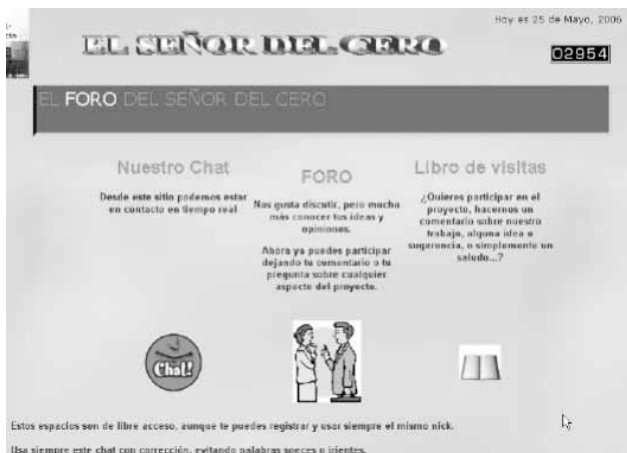 Hoy es 25 de Mayo, 2006
EL SEÑOR DEL CERO
02954
EL FORO DEL SEÑOR DEL CERO
Nuestro Chat
Desde este sitio podemos estar
en contacto en tiempo real
FORO
Nos gusta discutir, pero mucho
más conocer tus ideas y
opiniones.
Ahora ya puedes participar
dejando tu comentario o tu
pregunta sobre cualquier
aspecto del proyecto.
Libro de visitas
¿Quieres participar en el
proyecto, hacernos un
comentario sobre nuestro
trabajo, alguna idea o
sugerencia, o simplemente un
saludo...?
Chat!
Estos espacios son de libre acceso, aunque te puedes registrar y usar siempre el mismo nick.
Usa siempre este chat con corrección, evitando palabras soeces o